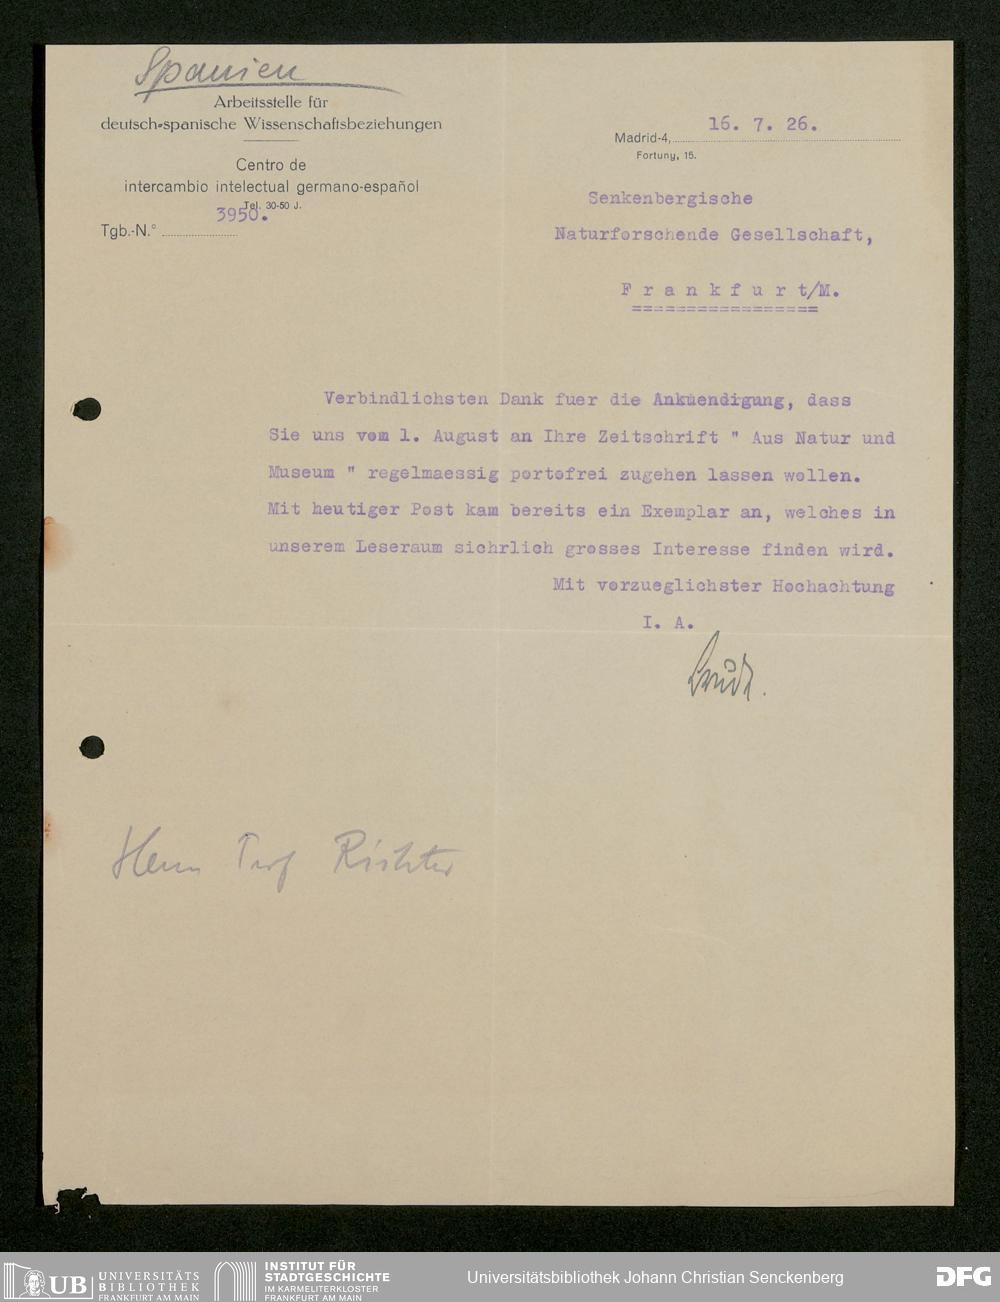 Spanien
Arbeitsstelle für
deutsch-spanische Wissenschaftsbeziehungen
Centro de
intercambio intelectual germano-español
Tel. 30-50 J.
Tgb.-N.° 3950.
Madrid-4, 16. 7. 26.
Fortuny, 15.
Senkenbergische
Naturforschende Gesellschaft,
F r a n k f u r t/M.
=================
Verbindlichsten Dank fuer die Ankuendigung, dass
Sie uns vom 1. August an Ihre Zeitschrift " Aus Natur und
Museum " regelmaessig portofrei zugehen lassen wollen.
Mit heutiger Post kam bereits ein Exemplar an, welches in
unserem Leseraum sichrlich grosses Interesse finden wird.
Mit vorzueglichster Hochachtung
I. A.
Herrn Prof Richter
UB UNIVERSITÄTS
BIBLIOTHEK
FRANKFURT AM MAIN
INSTITUT FÜR
STADTGESCHICHTE
IM KARMELITERKLOSTER
FRANKFURT AM MAIN
Universitätsbibliothek Johann Christian Senckenberg
DFG